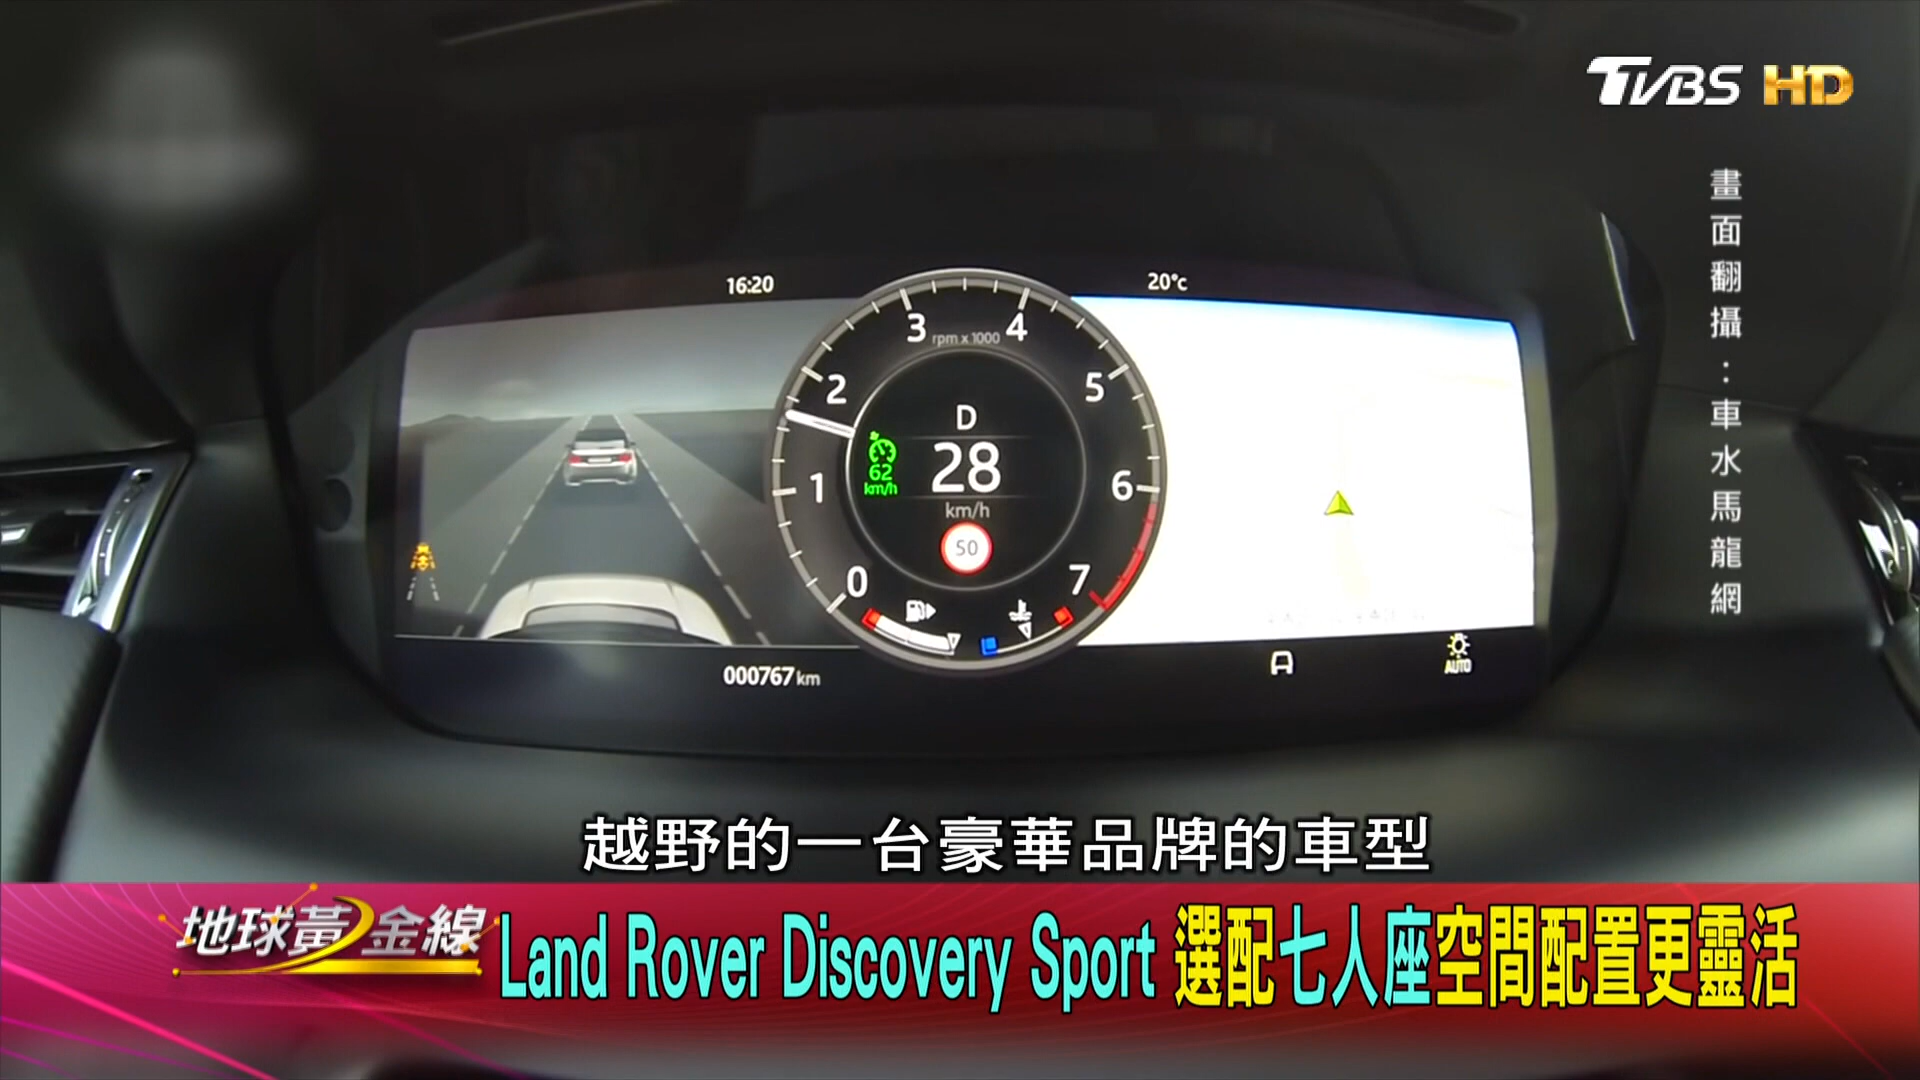 TVBS HD
畫面翻攝：車水馬龍網
16:20
20°c
3
rpm x 1000
4
2
5
1
6
0
7
D
62
km/h
28
km/h
50
000767 km
AUTO
越野的一台豪華品牌的車型
地球黃金線
Land Rover Discovery Sport 選配七人座空間配置更靈活